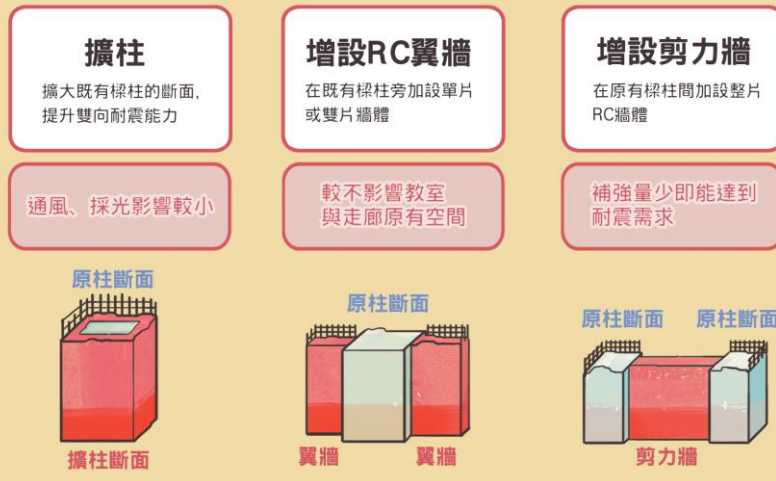 擴柱
擴大既有樑柱的斷面,
提升雙向耐震能力
通風、採光影響較小
原柱斷面
擴柱斷面
增設RC翼牆
在既有樑柱旁加設單片
或雙片牆體
較不影響教室
與走廊原有空間
原柱斷面
翼牆 翼牆
增設剪力牆
在原有樑柱間加設整片
RC牆體
補強量少即能達到
耐震需求
原柱斷面 原柱斷面
剪力牆